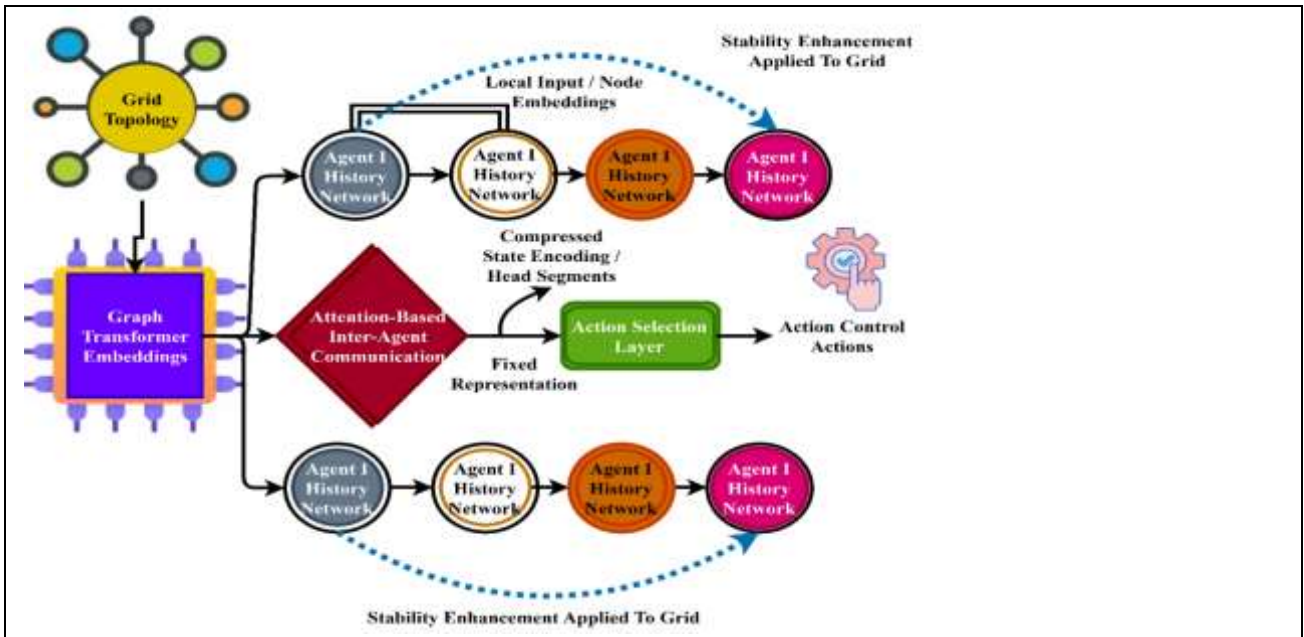 Stability Enhancement
Applied To Grid
Grid
Topology
Local Input / Node
Embeddings
Agent I
History
Network
Agent I
History
Network
Agent I
History
Network
Agent I
History
Network
Compressed
State Encoding /
Head Segments
Graph
Transformer
Embeddings
Attention-Based
Inter-Agent
Communication
Fixed
Representation
Action Selection
Layer
Action Control
Actions
Agent I
History
Network
Agent I
History
Network
Agent I
History
Network
Agent I
History
Network
Stability Enhancement Applied To Grid